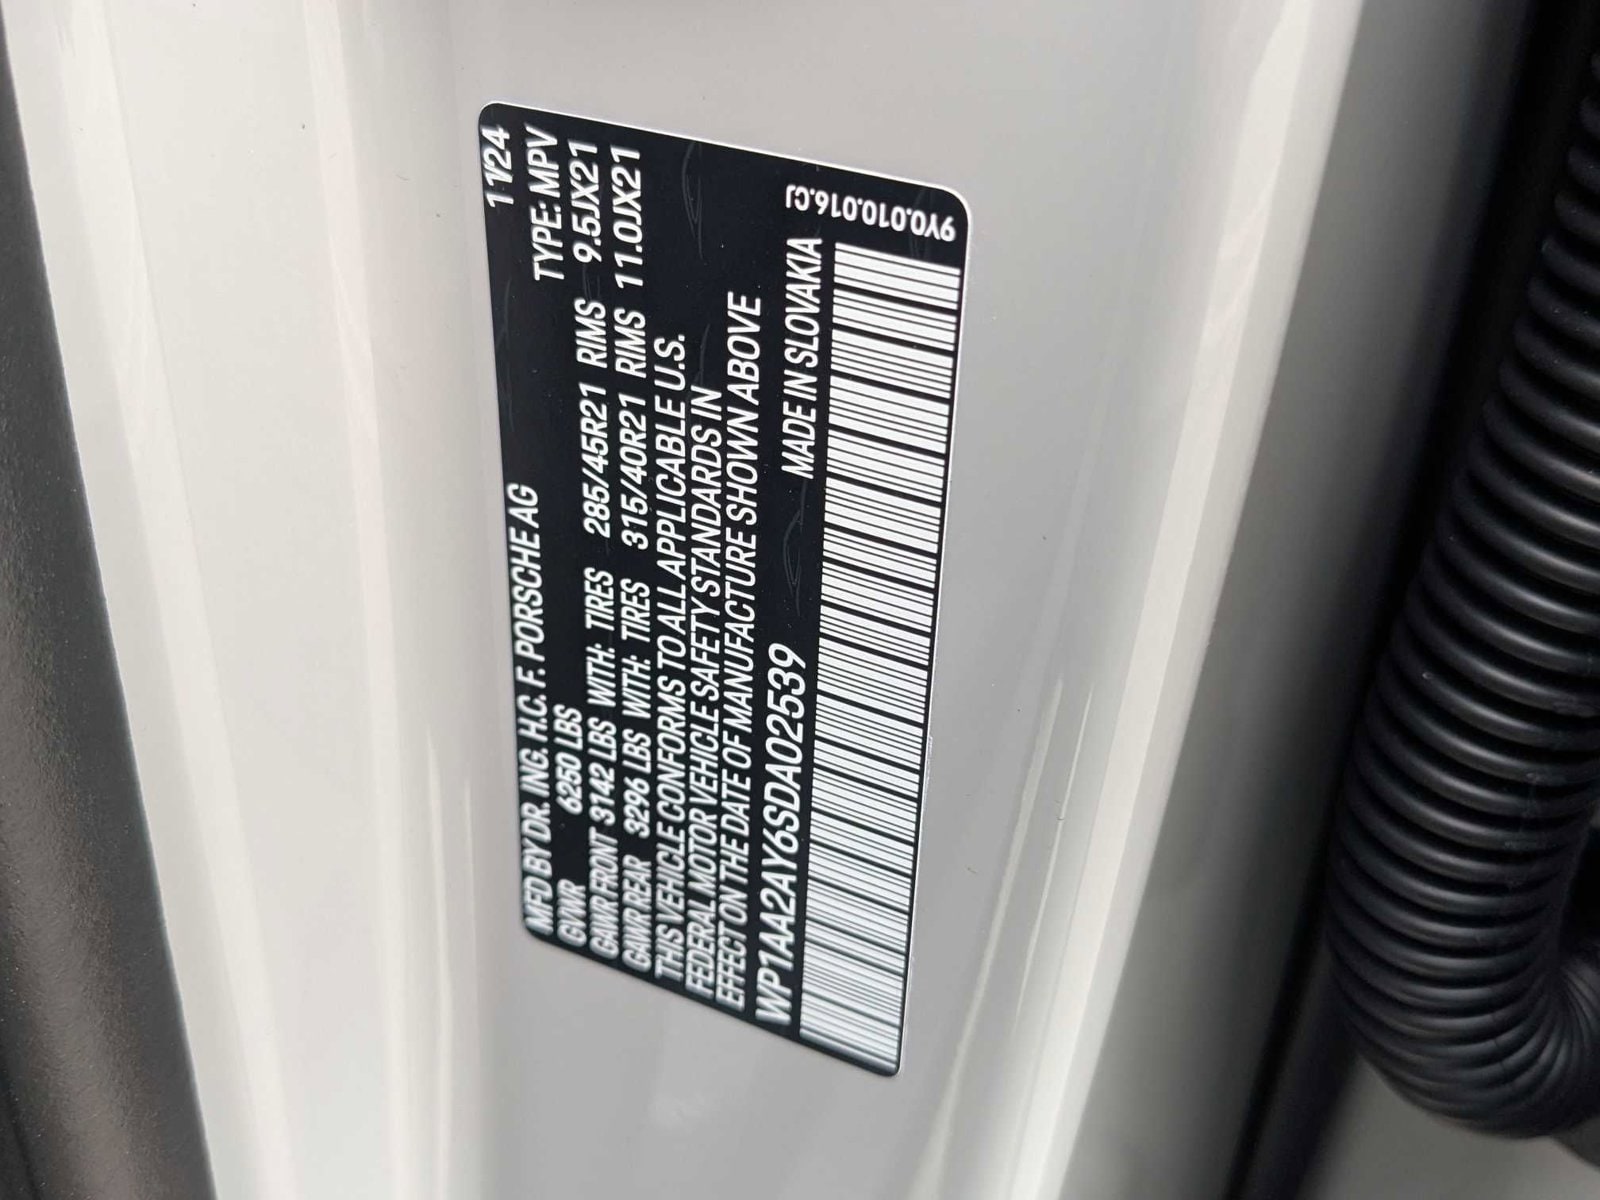 MFD BY DR. ING. H.C. F. PORSCHE AG 11/24
GVWR 6250 LBS TYPE: MPV
GAWR FRONT 3142 LBS WITH: TIRES 285/45R21 RIMS 9.5JX21
GAWR REAR 3296 LBS WITH: TIRES 315/40R21 RIMS 11.0JX21
THIS VEHICLE CONFORMS TO ALL APPLICABLE U.S.
FEDERAL MOTOR VEHICLE SAFETY STANDARDS IN
EFFECT ON THE DATE OF MANUFACTURE SHOWN ABOVE
WP1AA2AY6SDA02539 MADE IN SLOVAKIA
9Y0.010.016.CJ